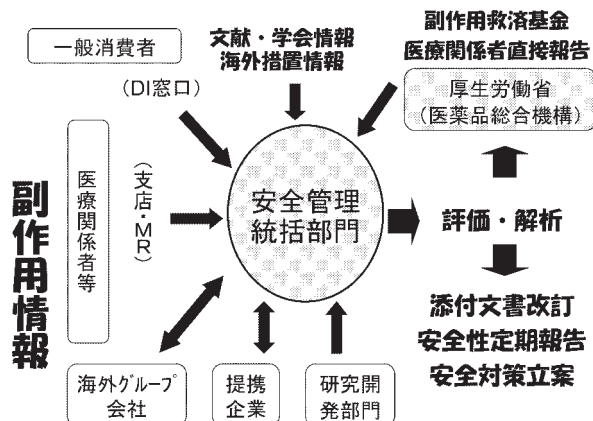 一般消費者
(DI窓口)
文献・学会情報
海外措置情報
副作用救済基金
医療関係者直接報告
厚生労働省
(医薬品総合機構)
副作用情報
医療関係者等
(支店・MR)
安全管理
統括部門
評価・解析
添付文書改訂
安全性定期報告
安全対策立案
海外グループ
会社
提携
企業
研究開
発部門